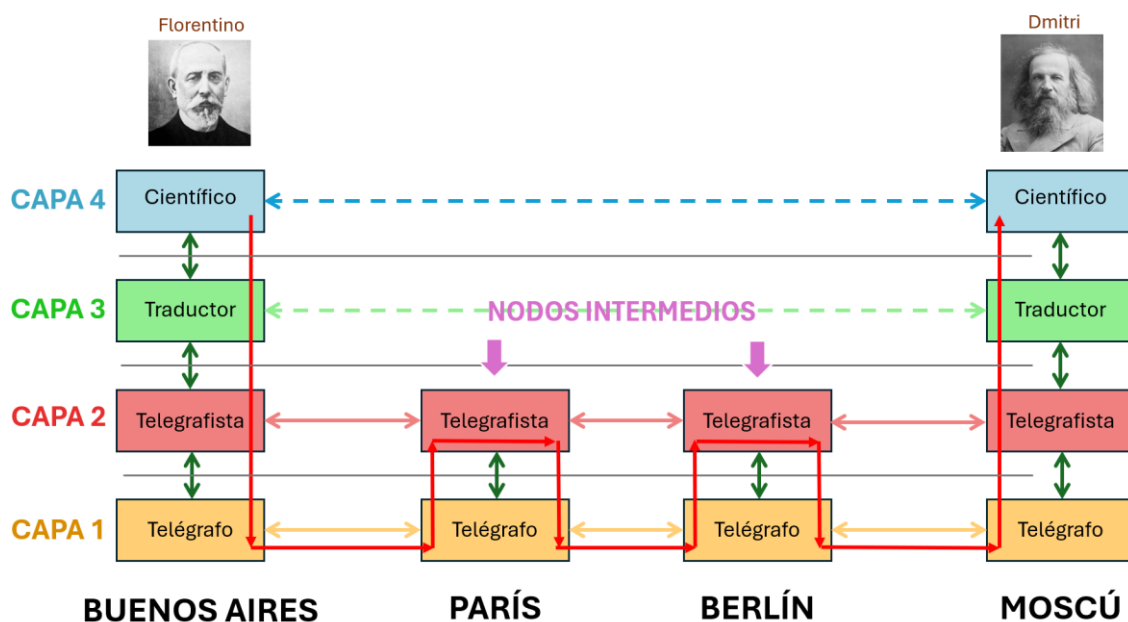 Florentino
Dmitri
CAPA 4
Científico
Científico
CAPA 3
Traductor
NODOS INTERMEDIOS
Traductor
CAPA 2
Telegrafista
Telegrafista
Telegrafista
Telegrafista
CAPA 1
Telégrafo
Telégrafo
Telégrafo
Telégrafo
BUENOS AIRES
PARÍS
BERLÍN
MOSCÚ